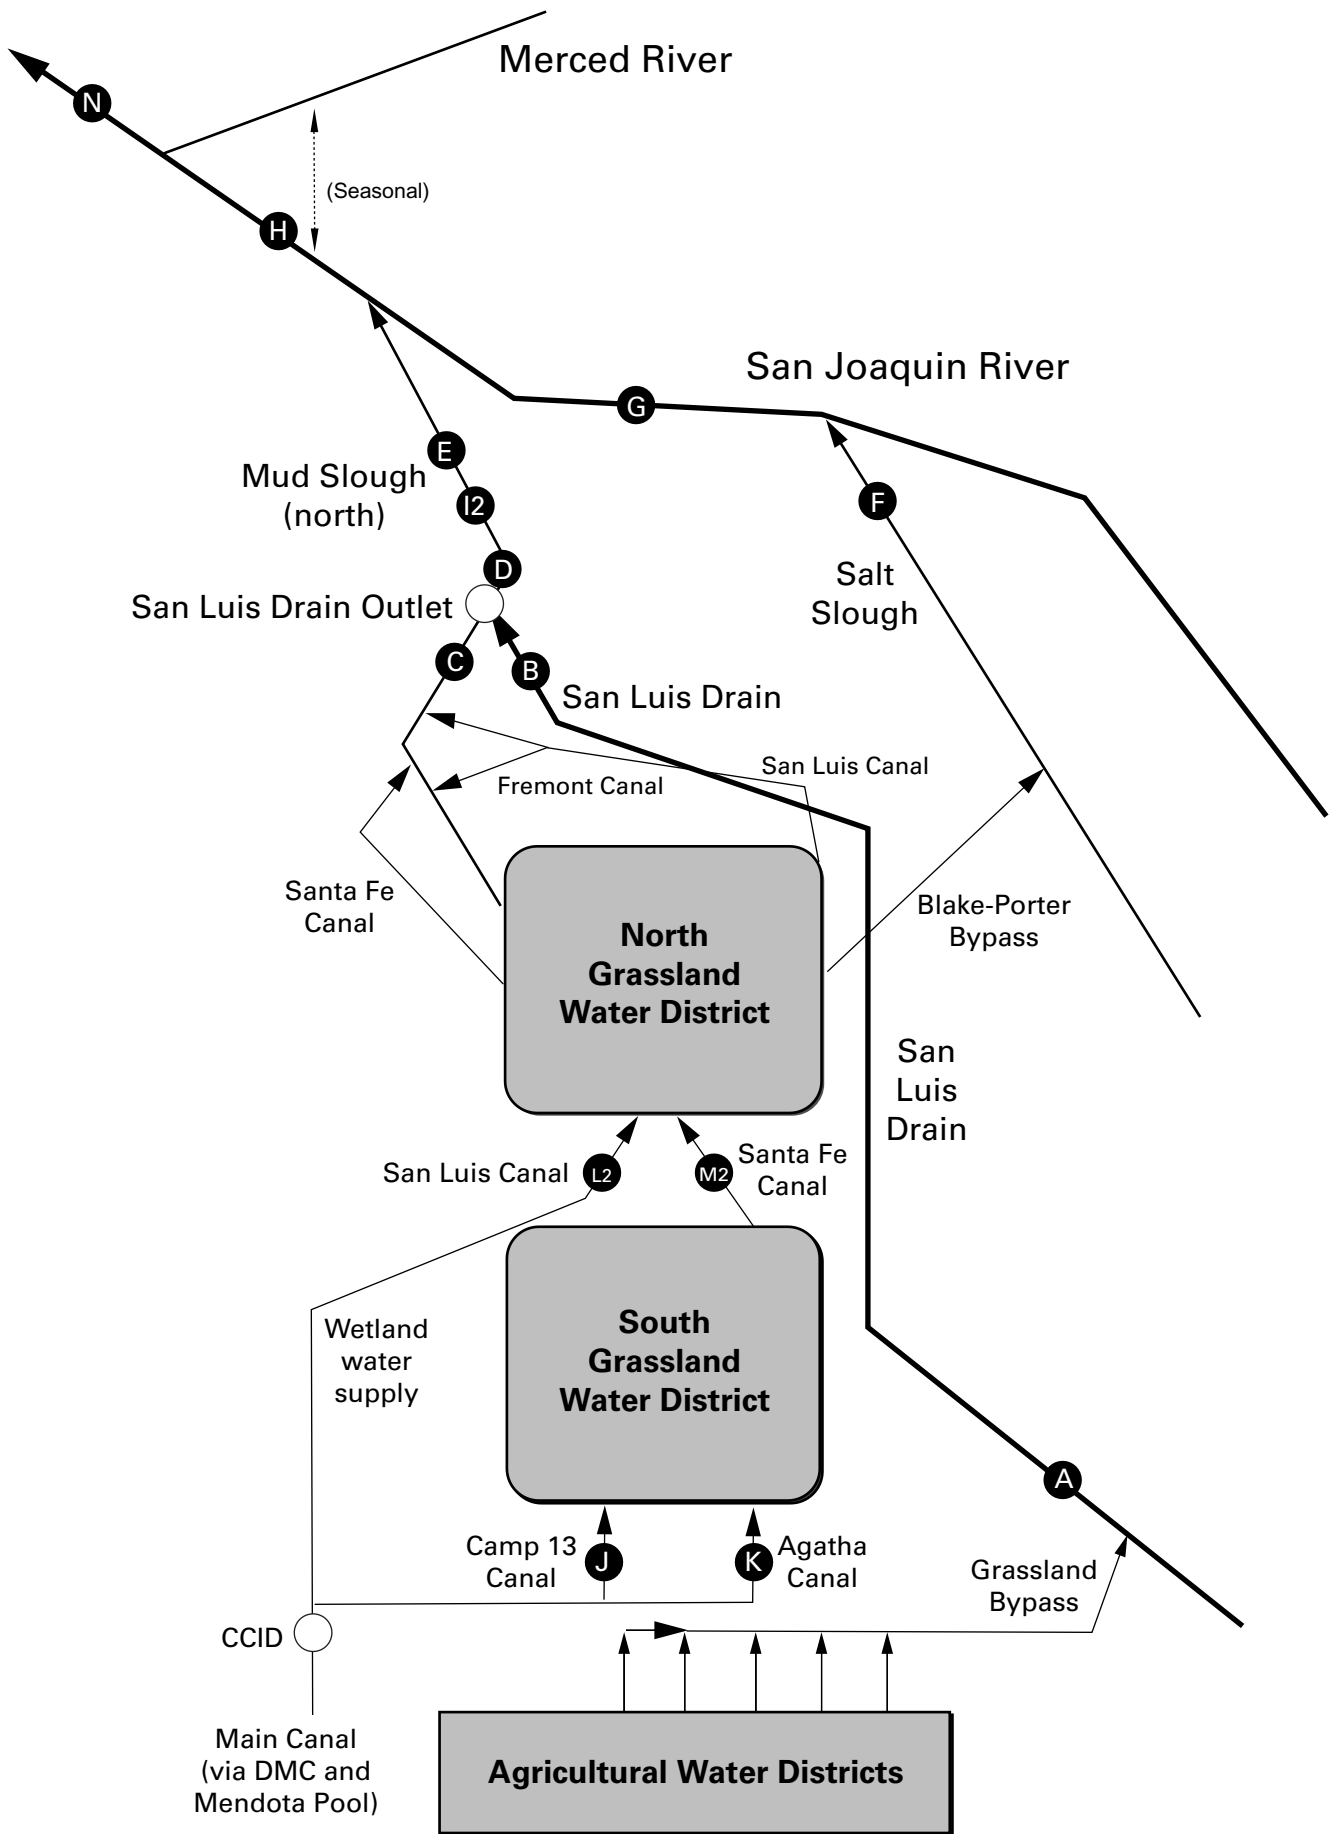 Merced River
N
(Seasonal)
H
San Joaquin River
G
E
Mud Slough
(north)
I2
F
D
Salt
Slough
San Luis Drain Outlet
C
B
San Luis Drain
San Luis Canal
Fremont Canal
Santa Fe
Canal
North
Grassland
Water District
Blake-Porter
Bypass
San
Luis
Drain
San Luis Canal
L2
M2
Santa Fe
Canal
Wetland
water
supply
South
Grassland
Water District
A
Camp 13
Canal
J
K
Agatha
Canal
Grassland
Bypass
CCID
Main Canal
(via DMC and
Mendota Pool)
Agricultural Water Districts